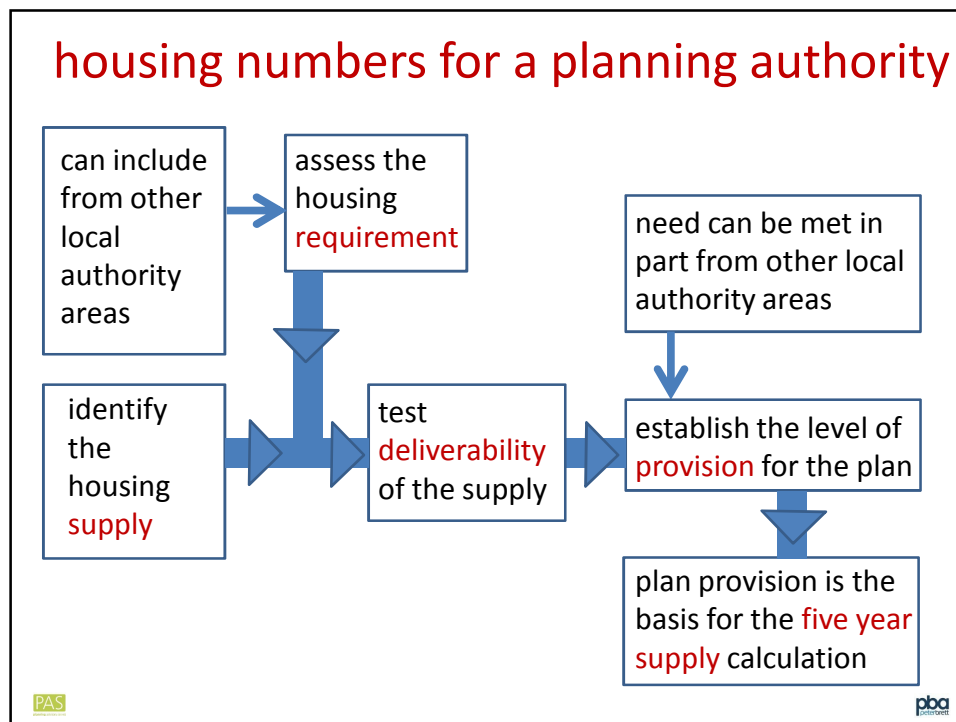 housing numbers for a planning authority
can include
from other
local
authority
areas
assess the
housing
requirement
need can be met in
part from other local
authority areas
identify
the
housing
supply
test
deliverability
of the supply
establish the level of
provision for the plan
plan provision is the
basis for the five year
supply calculation
PAS
pba
peterbrett